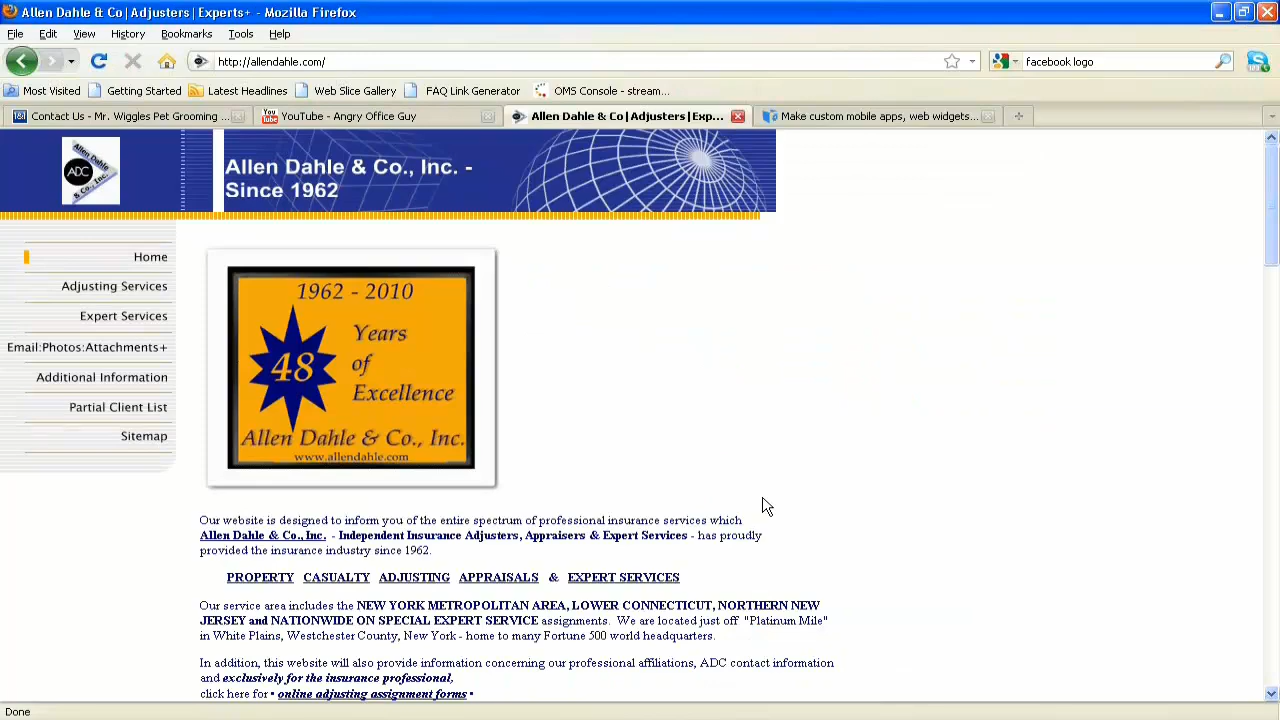 Allen Dahle & Co| Adjusters| Experts+ - Mozilla Firefox
File Edit View History Bookmarks Tools Help
http://allendahle.com/
facebook logo
Most Visited Getting Started Latest Headlines Web Slice Gallery FAQ Link Generator OMS Console - stream...
Contact Us - Mr. Wiggles Pet Grooming ...
YouTube - Angry Office Guy
Allen Dahle & Co| Adjusters| Exp...
Make custom mobile apps, web widgets...
ADC
Allen Dahle
& Co., Inc.
Allen Dahle & Co., Inc. -
Since 1962
Home
Adjusting Services
Expert Services
Email:Photos:Attachments+
Additional Information
Partial Client List
Sitemap
1962 - 2010
48
Years
of
Excellence
Allen Dahle & Co., Inc.
www.allendahle.com
Our website is designed to inform you of the entire spectrum of professional insurance services which
Allen Dahle & Co., Inc. - Independent Insurance Adjusters, Appraisers & Expert Services - has proudly
provided the insurance industry since 1962.
PROPERTY CASUALTY ADJUSTING APPRAISALS & EXPERT SERVICES
Our service area includes the NEW YORK METROPOLITAN AREA, LOWER CONNECTICUT, NORTHERN NEW
JERSEY and NATIONWIDE ON SPECIAL EXPERT SERVICE assignments. We are located just off "Platinum Mile"
in White Plains, Westchester County, New York - home to many Fortune 500 world headquarters.
In addition, this website will also provide information concerning our professional affiliations, ADC contact information
and exclusively for the insurance professional,
click here for • online adjusting assignment forms •
Done